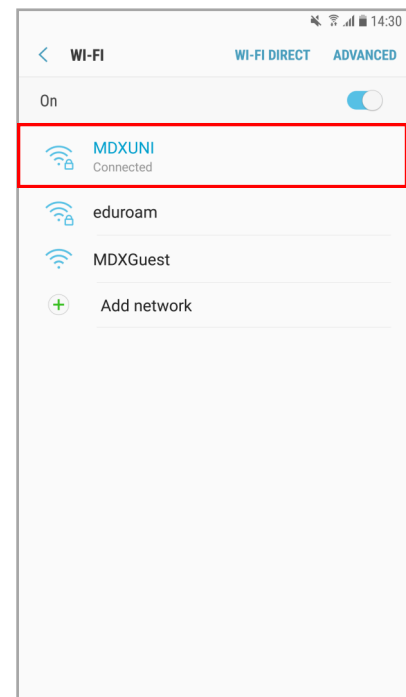 14:30
WI-FI WI-FI DIRECT ADVANCED
On
MDXUNI
Connected
eduroam
MDXGuest
Add network